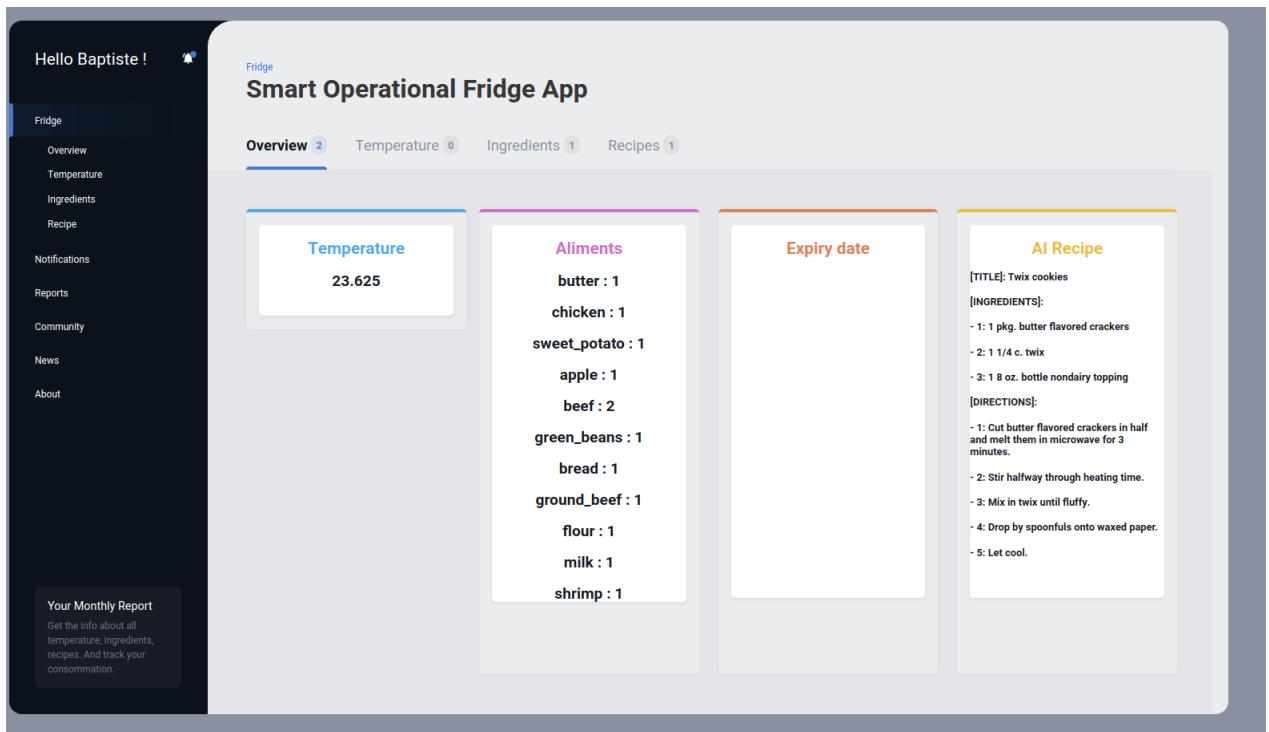 Hello Baptiste !
Fridge
Overview
Temperature
Ingredients
Recipe
Notifications
Reports
Community
News
About
Your Monthly Report
Get the info about all
temperature, ingredients,
recipes. And track your
consommation.
Fridge
Smart Operational Fridge App
Overview 2 Temperature 0 Ingredients 1 Recipes 1
Temperature
23.625
Aliments
butter : 1
chicken : 1
sweet_potato : 1
apple : 1
beef : 2
green_beans : 1
bread : 1
ground_beef : 1
flour : 1
milk : 1
shrimp : 1
Expiry date
AI Recipe
[TITLE]: Twix cookies
[INGREDIENTS]:
- 1: 1 pkg. butter flavored crackers
- 2: 1 1/4 c. twix
- 3: 1 8 oz. bottle nondairy topping
[DIRECTIONS]:
- 1: Cut butter flavored crackers in half
and melt them in microwave for 3
minutes.
- 2: Stir halfway through heating time.
- 3: Mix in twix until fluffy.
- 4: Drop by spoonfuls onto waxed paper.
- 5: Let cool.